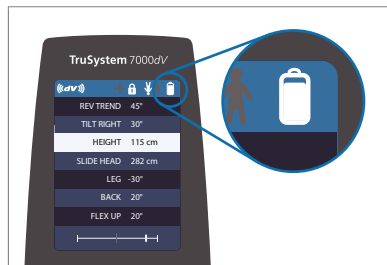 TruSystem 7000dV
((dV))
REV TREND 45°
TILT RIGHT 30°
HEIGHT 115 cm
SLIDE HEAD 282 cm
LEG -30°
BACK 20°
FLEX UP 20°